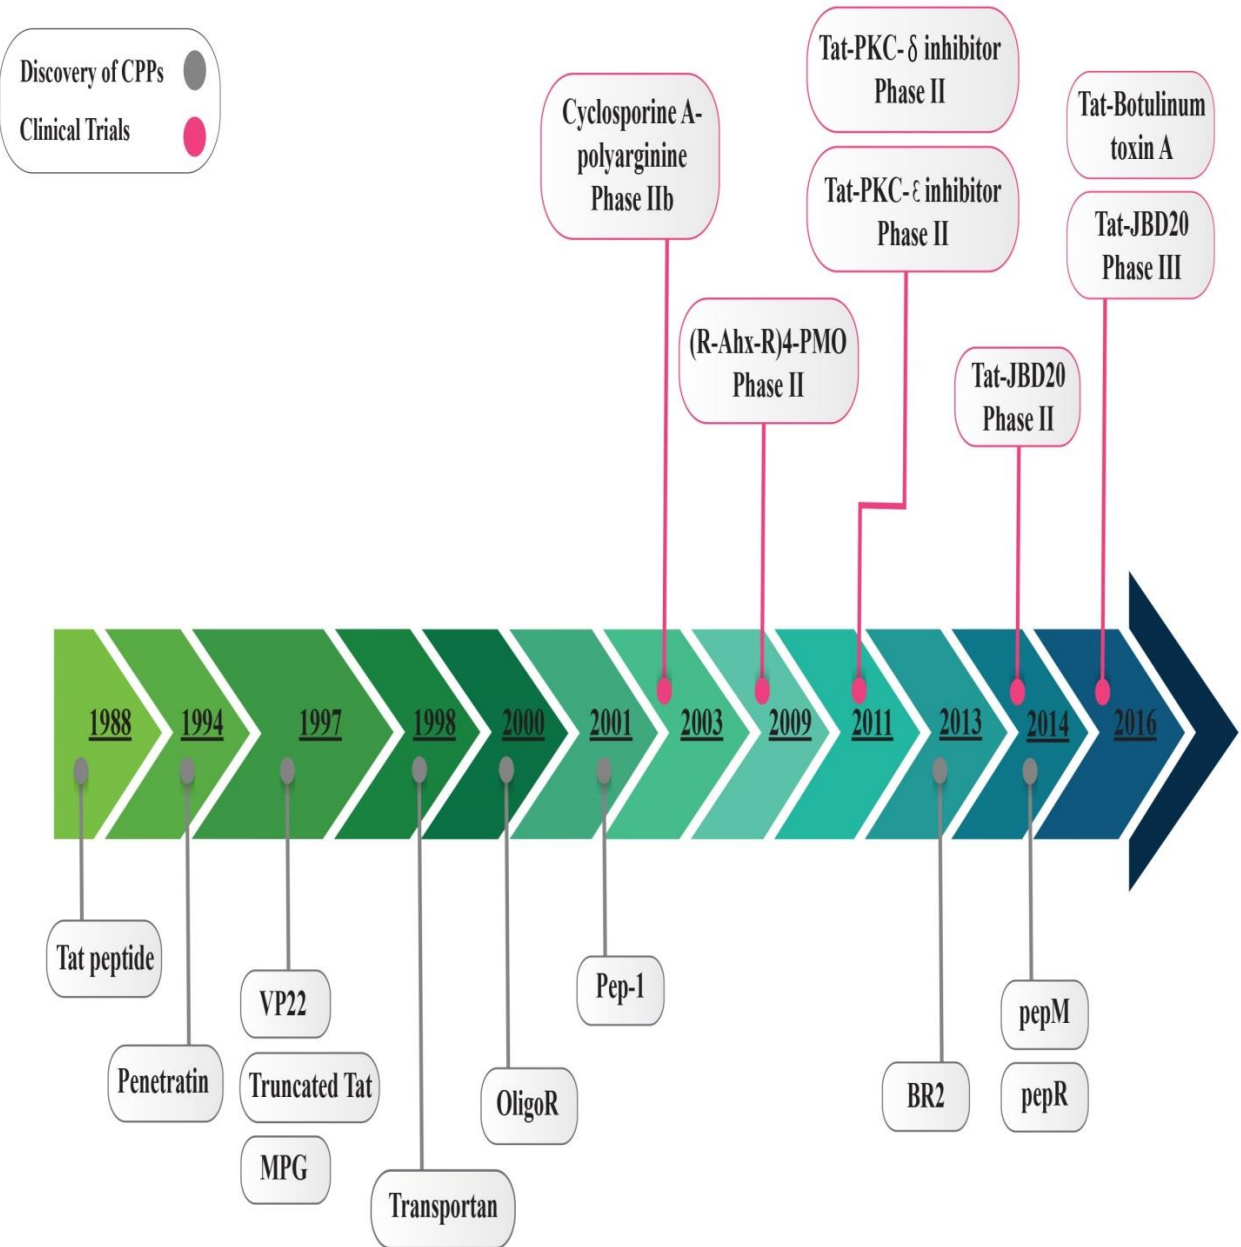 Discovery of CPPs
Clinical Trials
Cyclosporine A-
polyarginine
Phase IIb
(R-Ahx-R)4-PMO
Phase II
Tat-PKC-δ inhibitor
Phase II
Tat-PKC-ε inhibitor
Phase II
Tat-JBD20
Phase II
Tat-Botulinum
toxin A
Tat-JBD20
Phase III
1988
1994
1997
1998
2000
2001
2003
2009
2011
2013
2014
2016
Tat peptide
Penetratin
VP22
Truncated Tat
MPG
Transportan
OligoR
Pep-1
BR2
pepM
pepR